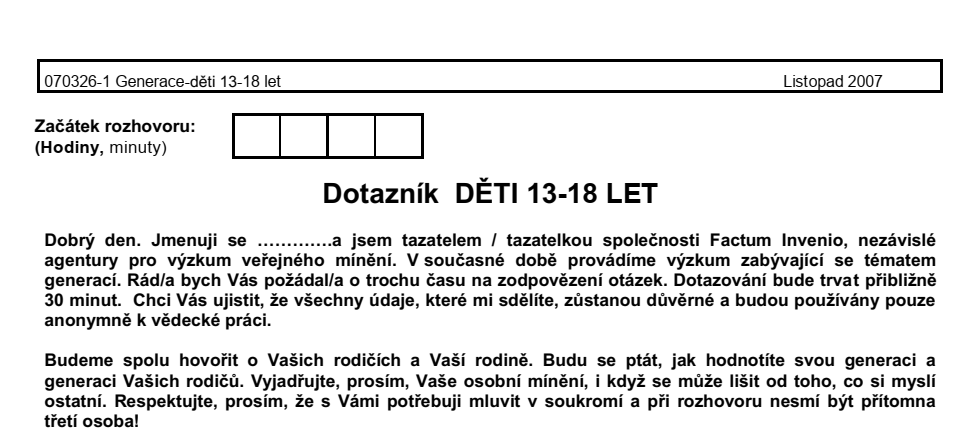 070326-1 Generace-děti 13-18 let Listopad 2007
Začátek rozhovoru:
(Hodiny, minuty)
Dotazník DĚTI 13-18 LET
Dobrý den. Jmenuji se ………….a jsem tazatelem / tazatelkou společnosti Factum Invenio, nezávislé
agentury pro výzkum veřejného mínění. V současné době provádíme výzkum zabývající se tématem
generací. Rád/a bych Vás požádal/a o trochu času na zodpovězení otázek. Dotazování bude trvat přibližně
30 minut. Chci Vás ujistit, že všechny údaje, které mi sdělíte, zůstanou důvěrné a budou používány pouze
anonymně k vědecké práci.
Budeme spolu hovořit o Vašich rodičích a Vaší rodině. Budu se ptát, jak hodnotíte svou generaci a
generaci Vašich rodičů. Vyjadřujte, prosím, Vaše osobní mínění, i když se může lišit od toho, co si myslí
ostatní. Respektujte, prosím, že s Vámi potřebuji mluvit v soukromí a při rozhovoru nesmí být přítomna
třetí osoba!